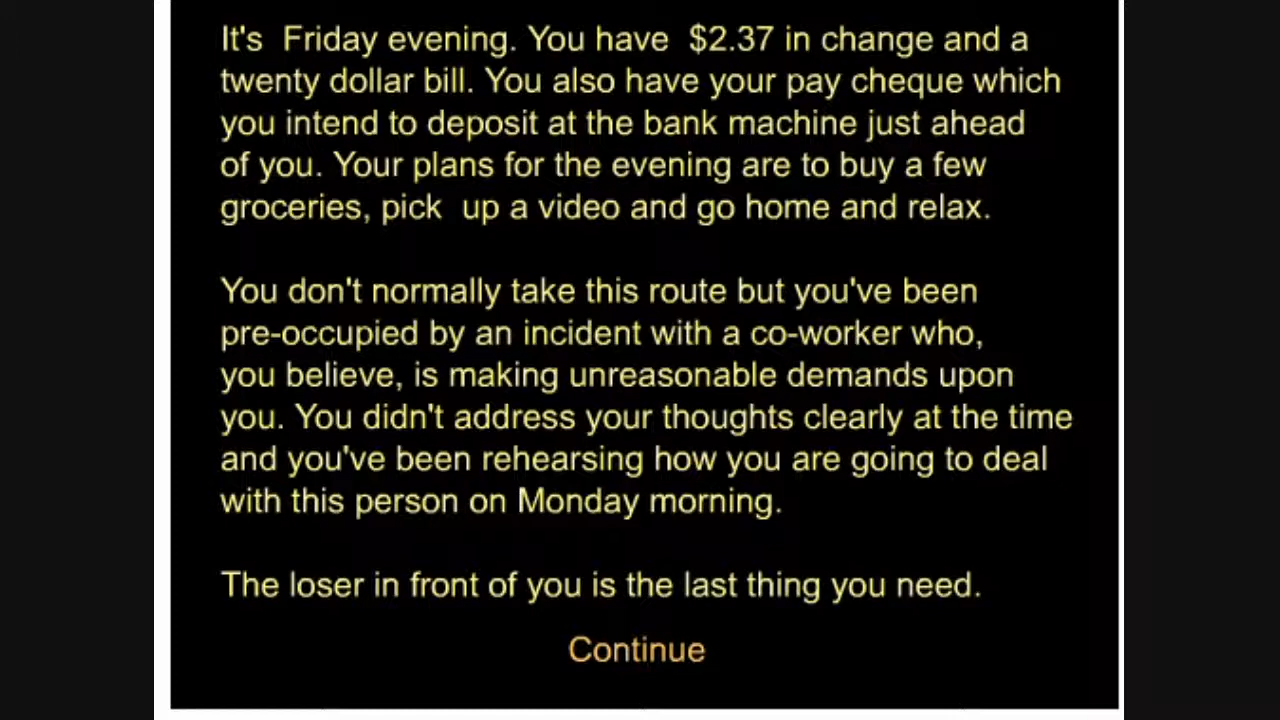 It's  Friday evening. You have  $2.37 in change and a
twenty dollar bill. You also have your pay cheque which
you intend to deposit at the bank machine just ahead
of you. Your plans for the evening are to buy a few
groceries, pick  up a video and go home and relax.
You don't normally take this route but you've been
pre-occupied by an incident with a co-worker who,
you believe, is making unreasonable demands upon
you. You didn't address your thoughts clearly at the time
and you've been rehearsing how you are going to deal
with this person on Monday morning.
The loser in front of you is the last thing you need.
Continue